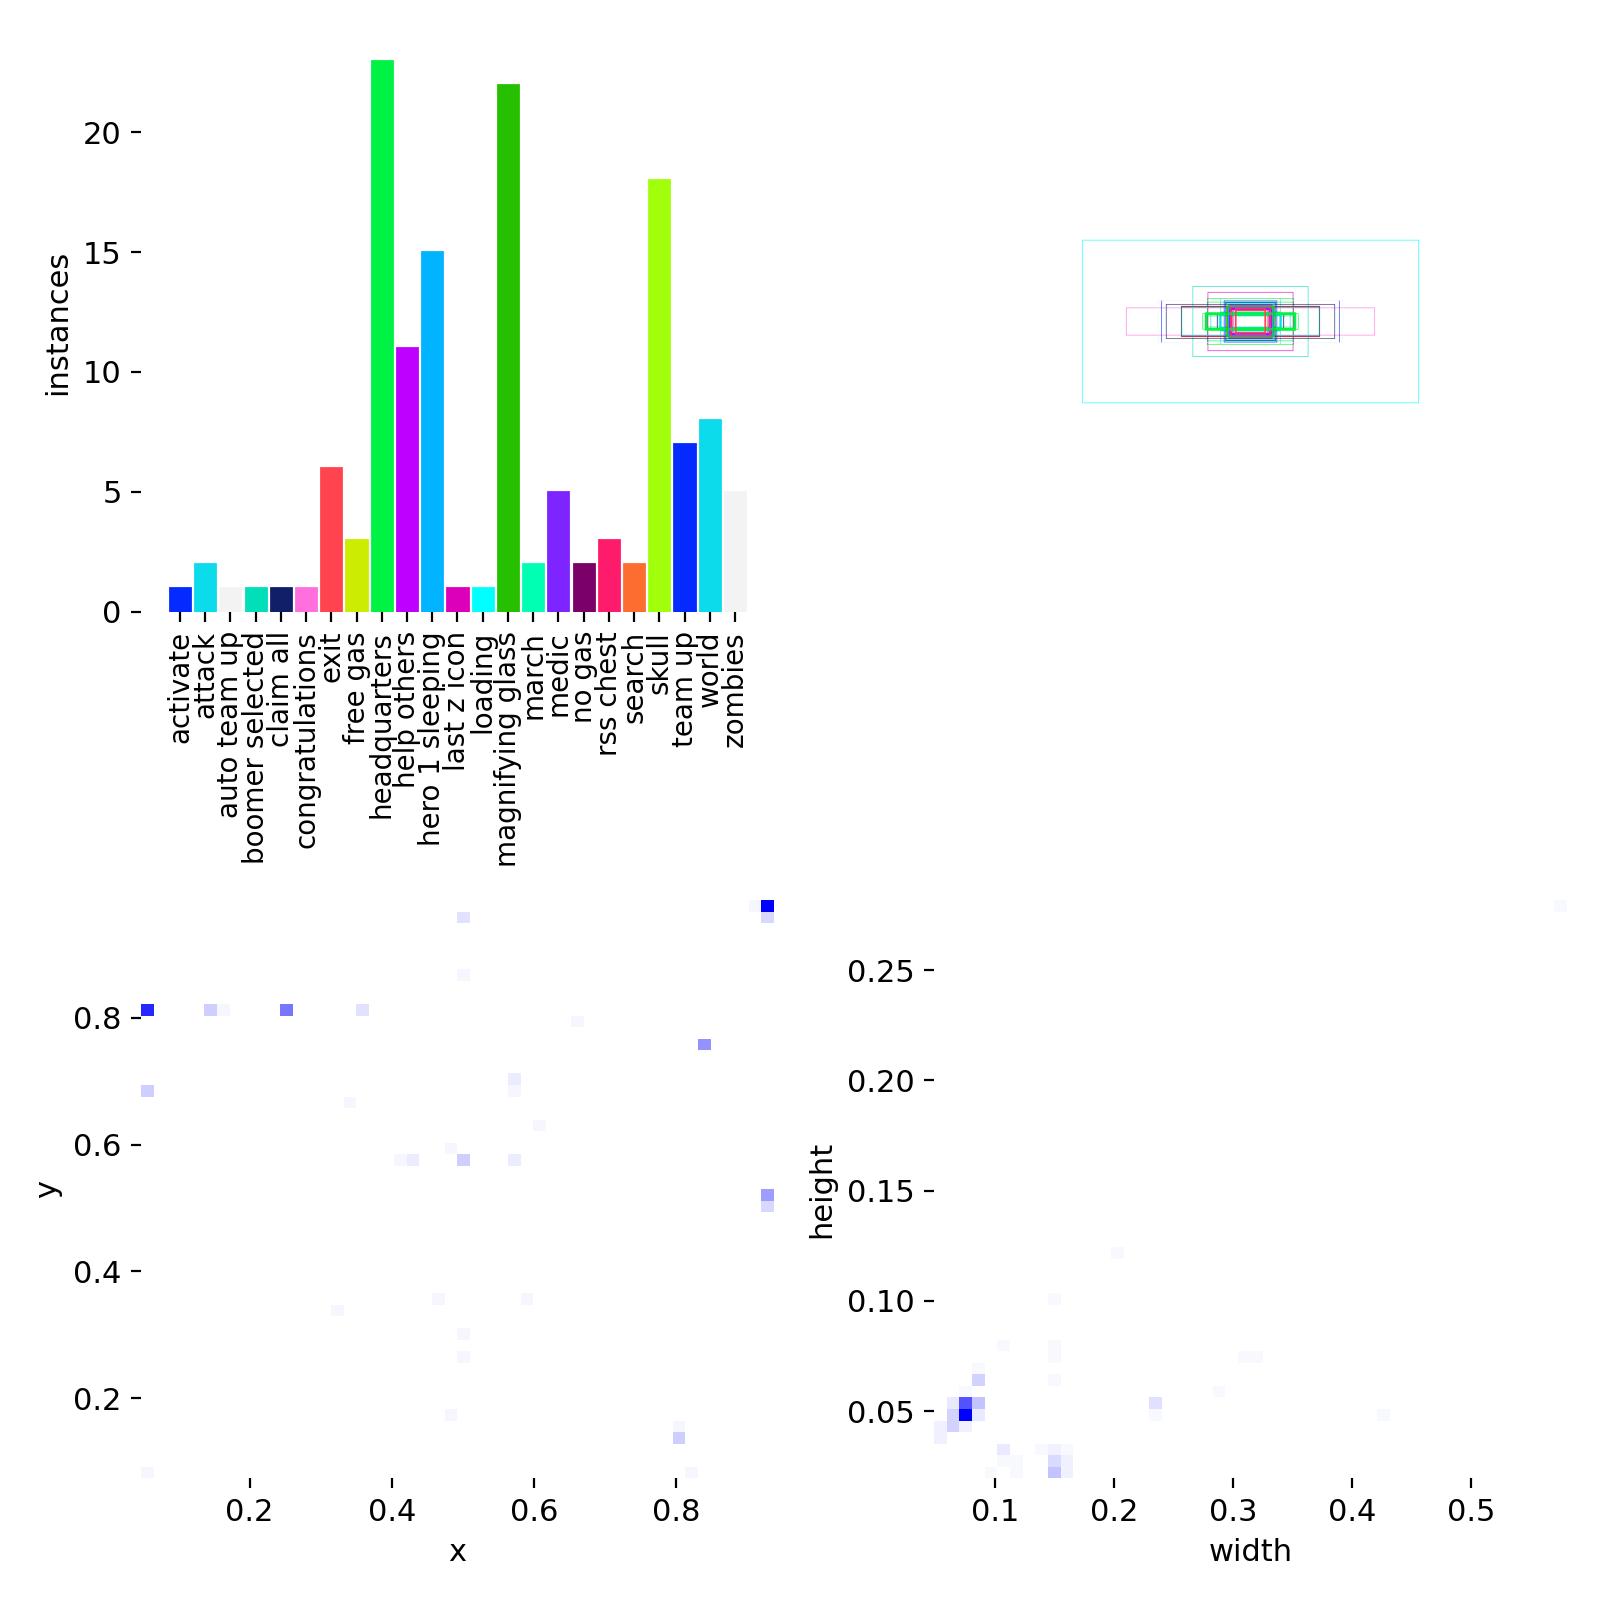 instances
20
15
10
5
0
activate
attack
auto team up
boomer selected
claim all
congratulations
exit
free gas
headquarters
help others
hero 1 sleeping
last z icon
loading
magnifying glass
march
medic
no gas
rss chest
search
skull
team up
world
zombies
y
0.8
0.6
0.4
0.2
0.2 0.4 0.6 0.8
x
height
0.25
0.20
0.15
0.10
0.05
0.1 0.2 0.3 0.4 0.5
width